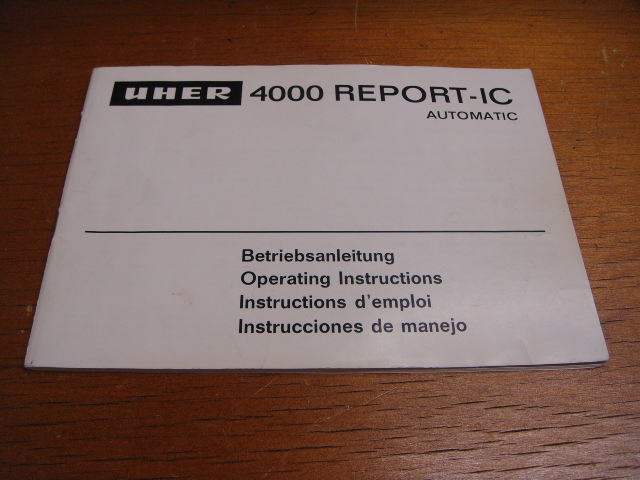 UHER 4000 REPORT-IC
AUTOMATIC
Betriebsanleitung
Operating Instructions
Instructions d'emploi
Instrucciones de manejo